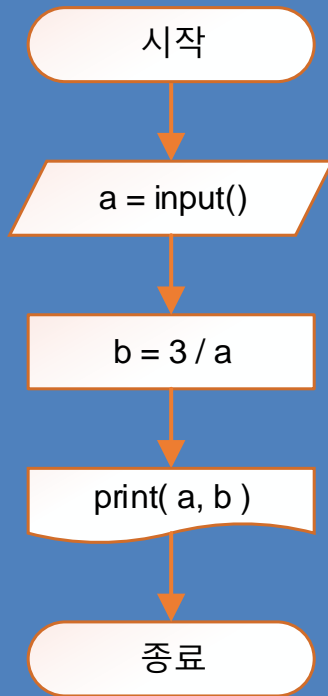 시작
a = input()
b = 3 / a
print( a, b )
종료